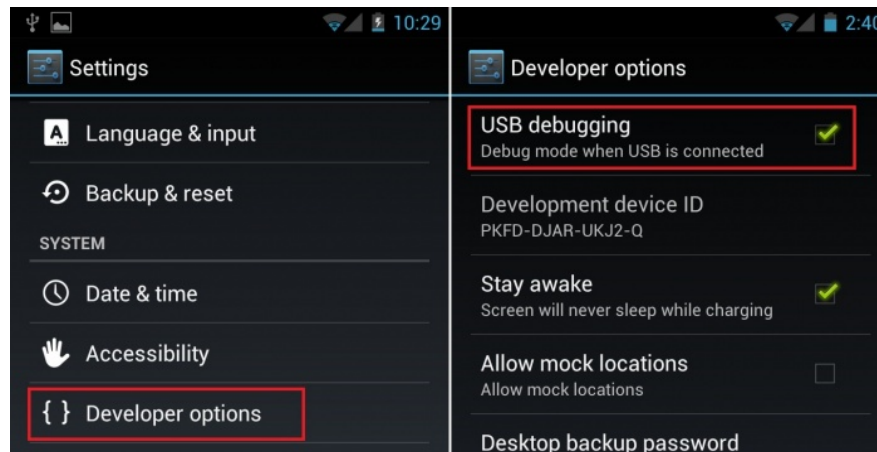 10:29
Settings
A
Language & input
Backup & reset
SYSTEM
Date & time
Accessibility
{ } Developer options
2:40
Developer options
USB debugging
Debug mode when USB is connected
Development device ID
PKFD-DJAR-UKJ2-Q
Stay awake
Screen will never sleep while charging
Allow mock locations
Allow mock locations
Desktop backup password